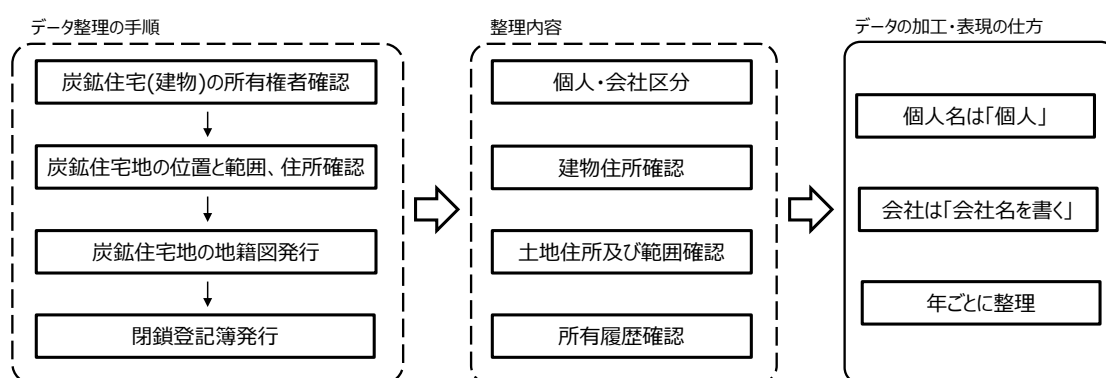 データ整理の手順
炭鉱住宅(建物)の所有権者確認
炭鉱住宅地の位置と範囲、住所確認
炭鉱住宅地の地籍図発行
閉鎖登記簿発行
整理内容
個人・会社区分
建物住所確認
土地住所及び範囲確認
所有履歴確認
データの加工・表現の仕方
個人名は「個人」
会社は「会社名を書く」
年ごとに整理